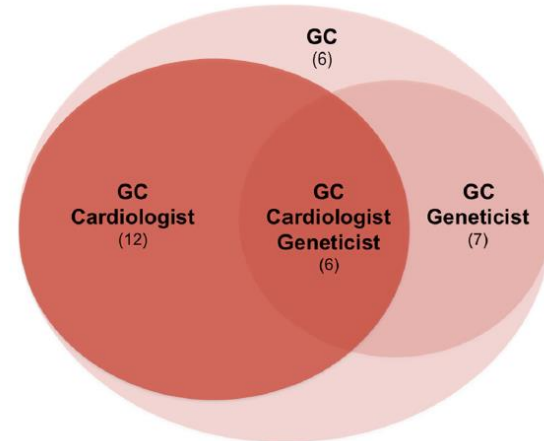 GC
(6)
GC
Cardiologist
(12)
GC
Cardiologist
Geneticist
(6)
GC
Geneticist
(7)